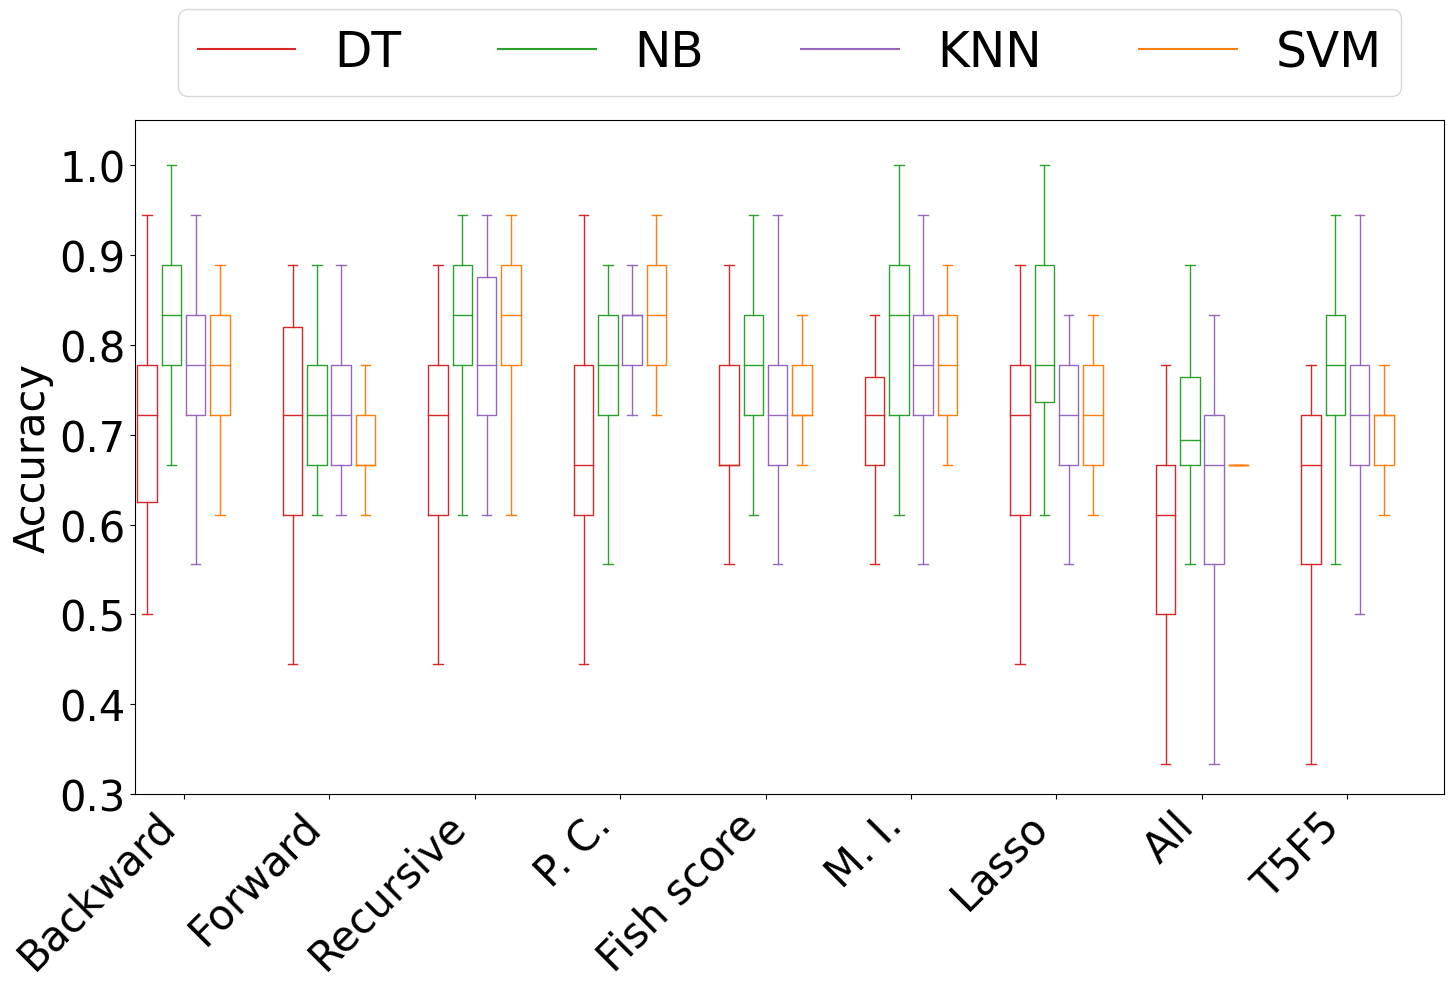 DT NB KNN SVM
Accuracy
1.0
0.9
0.8
0.7
0.6
0.5
0.4
0.3
Backward
Forward
Recursive
P. C.
Fish score
M. I.
Lasso
All
T5F5